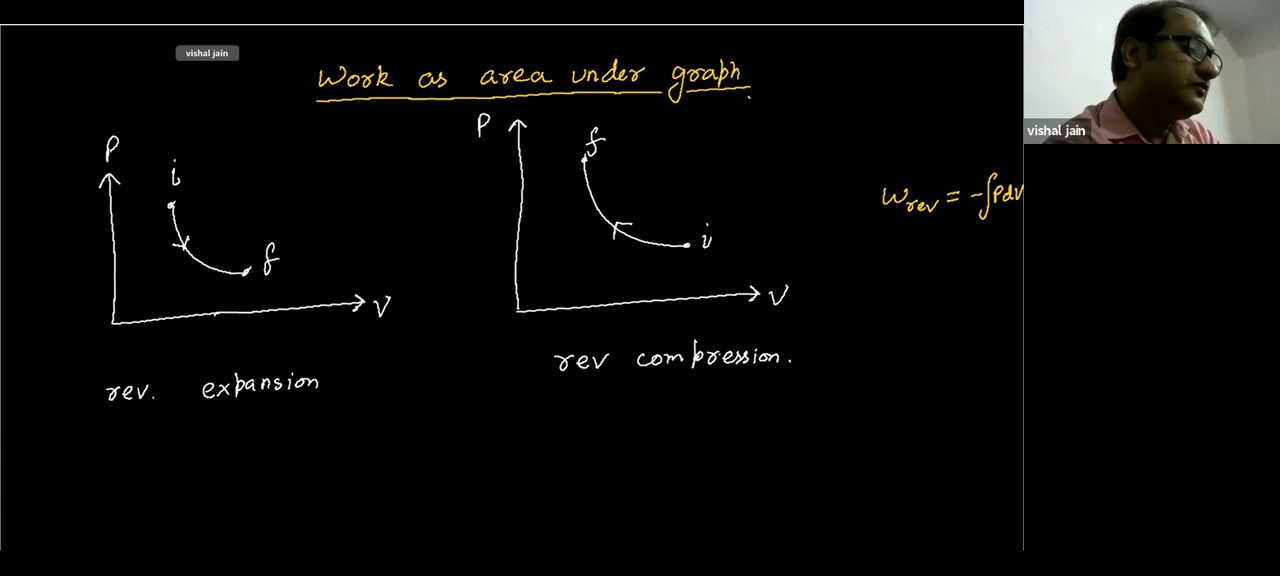 vishal jain
Work as area under graph.
vishal jain
P
i
f
V
rev. expansion
P
f
i
V
rev compression.
Wrev = -∫PdV